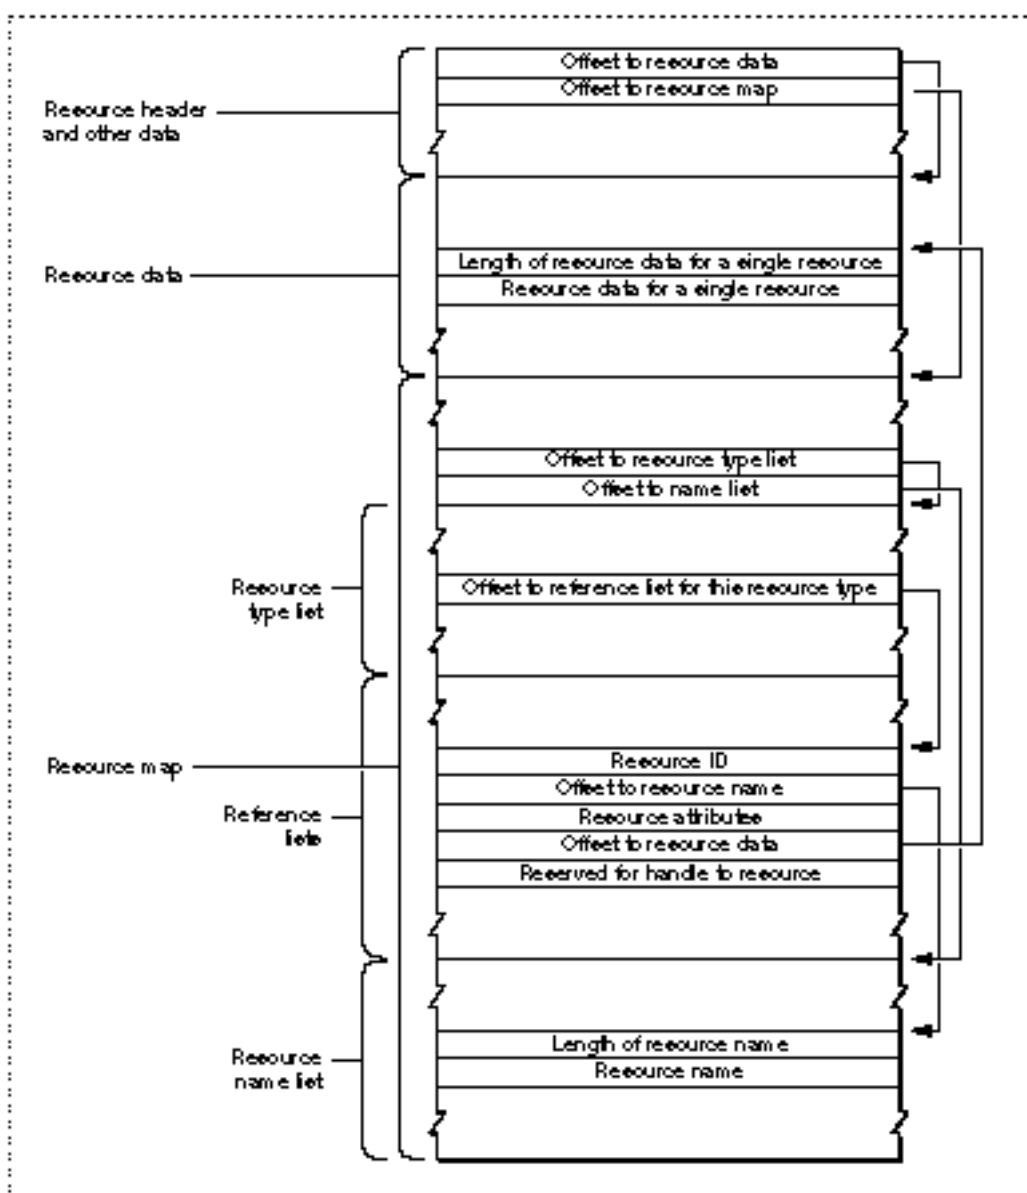 Offset to resource data
Offset to resource map
Resource header
and other data
Length of resource data for a single resource
Resource data
Resource data for a single resource
Offset to resource type list
Offset to name list
Resource
type list
Offset to reference list for this resource type
Resource ID
Resource map
Offset to resource name
Reference
lists
Resource attributes
Offset to resource data
Reserved for handle to resource
Length of resource name
Resource
name list
Resource name